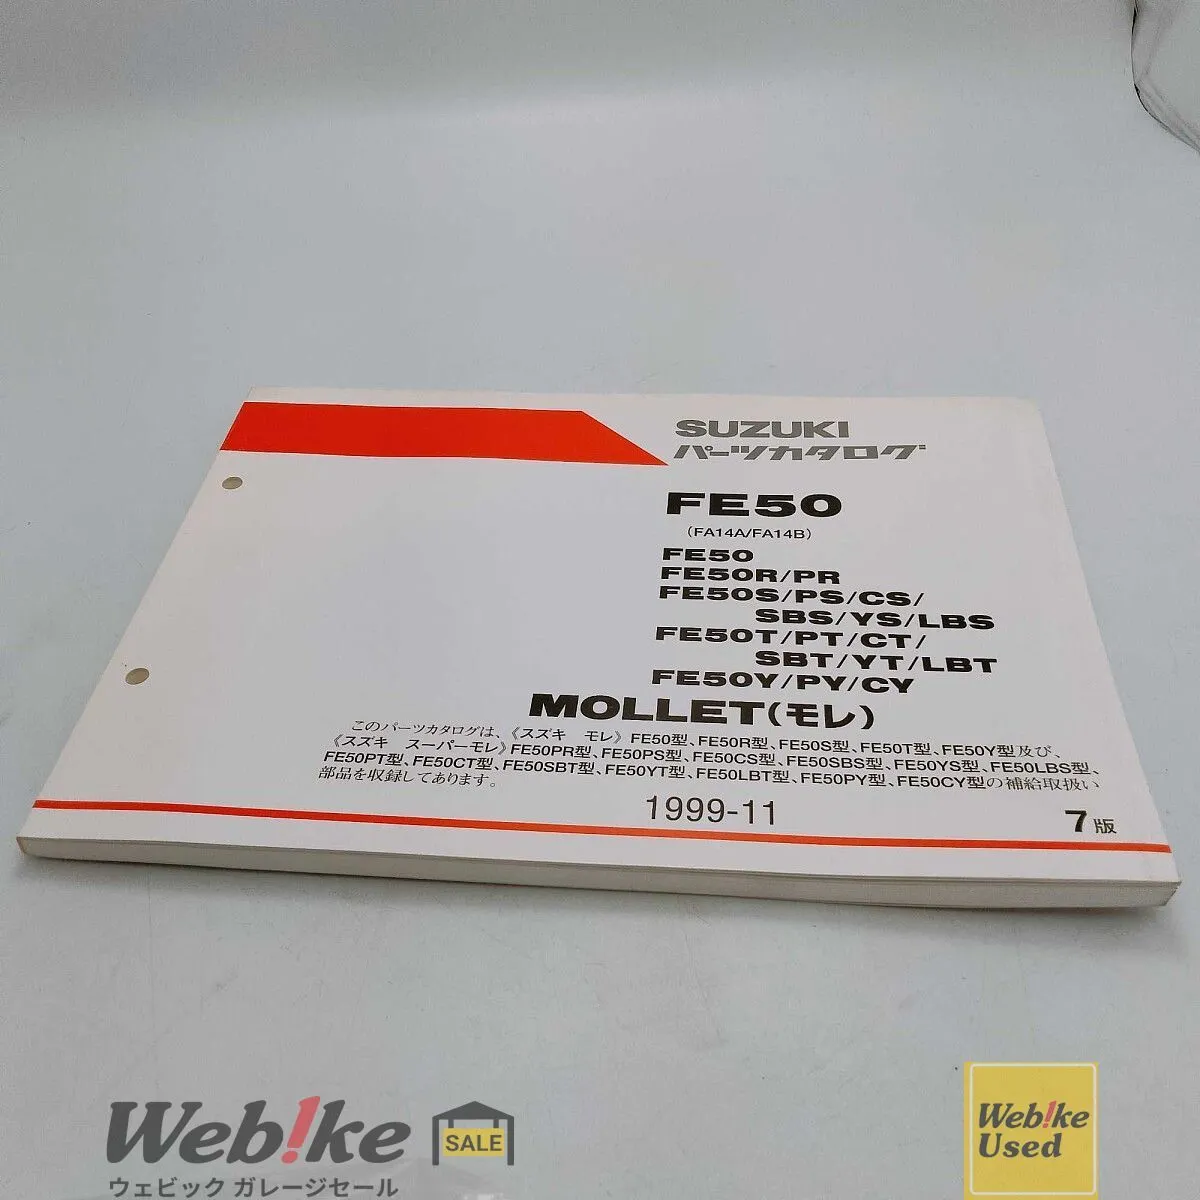 SUZUKI
パーツカタログ
FE50
(FA14A/FA14B)
FE50
FE50R/PR
FE50S/PS/CS/
SBS/YS/LBS
FE50T/PT/CT/
SBT/YT/LBT
FE50Y/PY/CY
MOLLET(モレ)
このパーツカタログは、《スズキ モレ》FE50型、FE50R型、FE50S型、FE50T型、FE50Y型及び、
《スズキ スーパーモレ》FE50PR型、FE50PS型、FE50CS型、FE50SBS型、FE50YS型、FE50LBS型、
FE50PT型、FE50CT型、FE50SBT型、FE50YT型、FE50LBT型、FE50PY型、FE50CY型の補給取扱い
部品を収録してあります。
1999-11
7版
Web!ke
SALE
ウェビック ガレージセール
Web!ke
Used